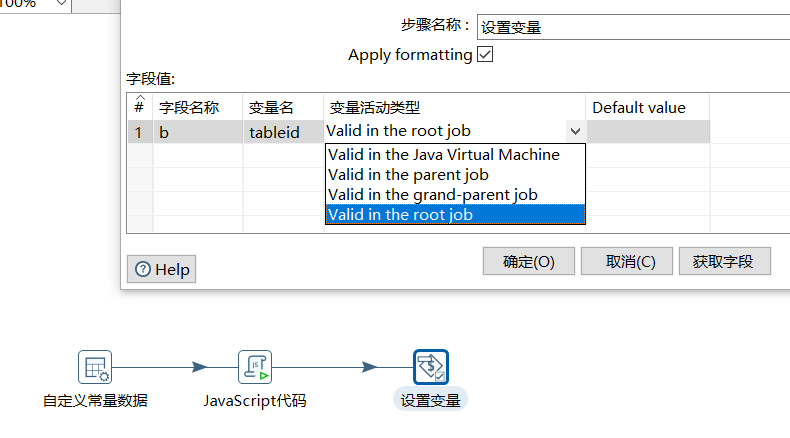 100%
步骤名称 : 设置变量
Apply formatting
字段值:
# 字段名称 变量名 变量活动类型 Default value
1 b tableid Valid in the root job
Valid in the Java Virtual Machine
Valid in the parent job
Valid in the grand-parent job
Valid in the root job
Help 确定(O) 取消(C) 获取字段
自定义常量数据 JavaScript代码 设置变量